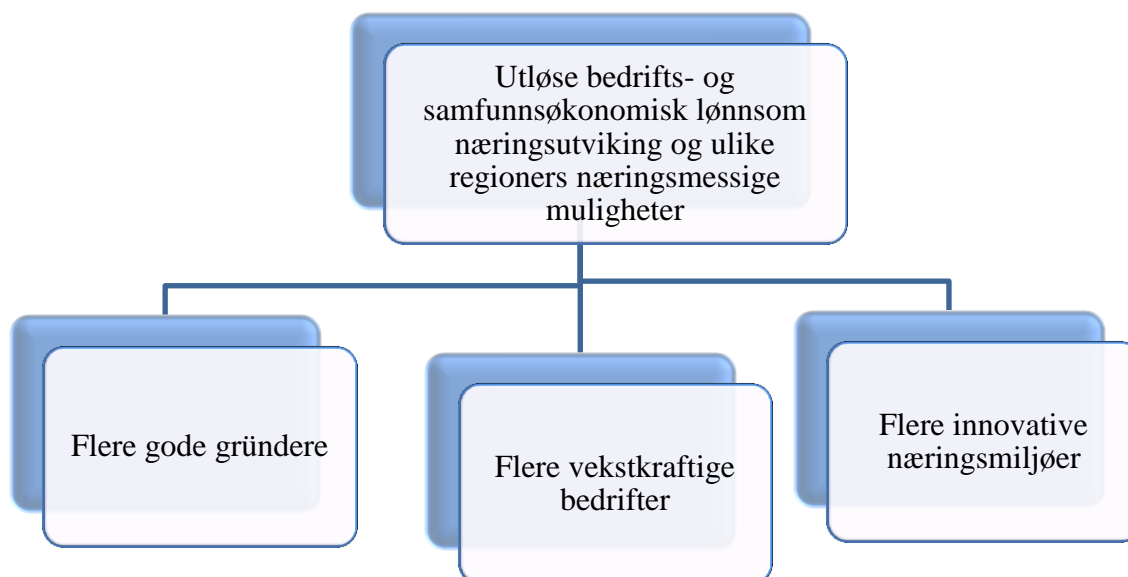 Utløse bedrifts- og
samfunnsøkonomisk lønnsom
næringsutviking og ulike
regioners næringsmessige
muligheter
Flere gode gründere
Flere vekstkraftige
bedrifter
Flere innovative
næringsmiljøer